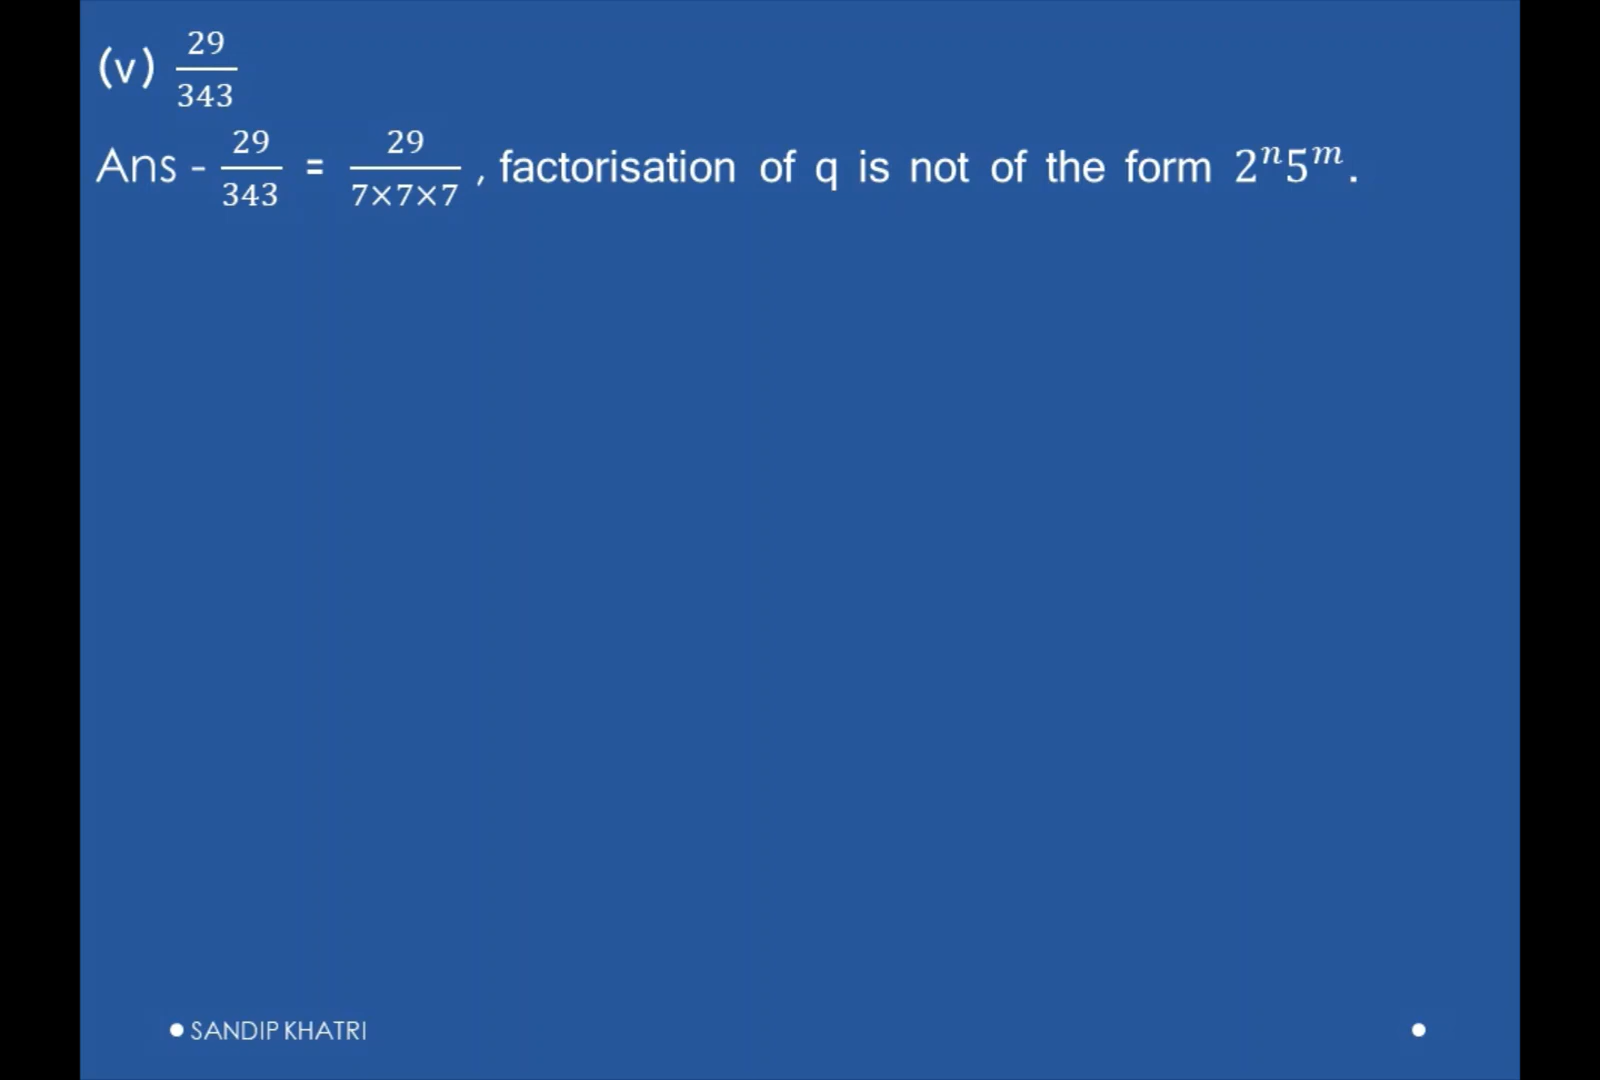 (v) 29/343
Ans - 29/343 = 29/7×7×7 , factorisation of q is not of the form 2ⁿ5ᵐ.
• SANDIP KHATRI